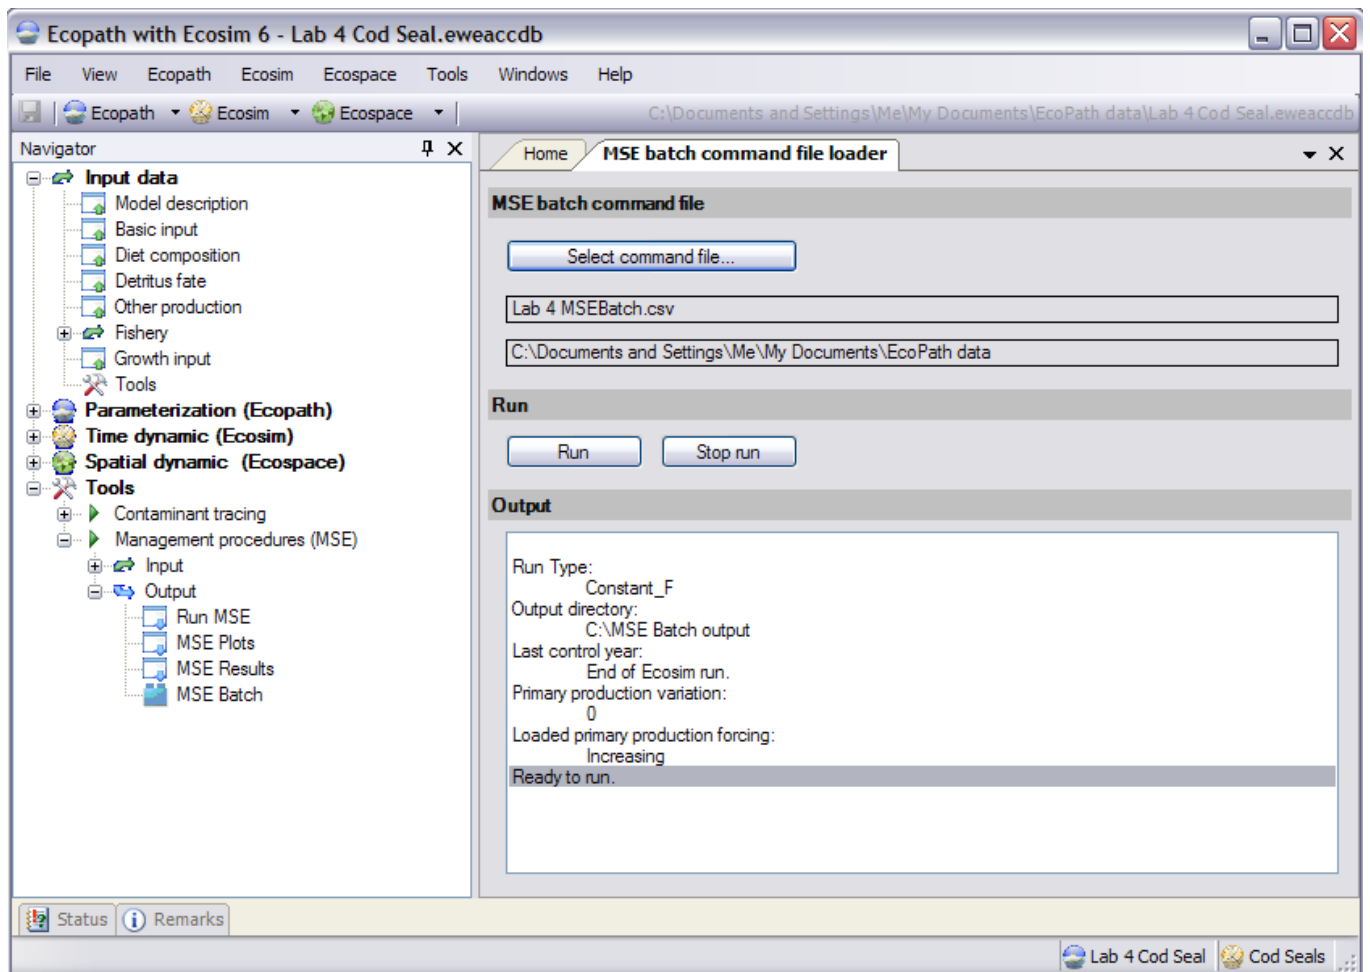 Ecopath with Ecosim 6 - Lab 4 Cod Seal.eweaccdb
File View Ecopath Ecosim Ecospace Tools Windows Help
Ecopath Ecosim Ecospace C:\Documents and Settings\Me\My Documents\EcoPath data\Lab 4 Cod Seal.eweaccdb
Navigator
Input data
Model description
Basic input
Diet composition
Detritus fate
Other production
Fishery
Growth input
Tools
Parameterization (Ecopath)
Time dynamic (Ecosim)
Spatial dynamic (Ecospace)
Tools
Contaminant tracing
Management procedures (MSE)
Input
Output
Run MSE
MSE Plots
MSE Results
MSE Batch
Home MSE batch command file loader
MSE batch command file
Select command file...
Lab 4 MSEBatch.csv
C:\Documents and Settings\Me\My Documents\EcoPath data
Run
Run Stop run
Output
Run Type:
Constant_F
Output directory:
C:\MSE Batch output
Last control year:
End of Ecosim run.
Primary production variation:
0
Loaded primary production forcing:
Increasing
Ready to run.
Status Remarks
Lab 4 Cod Seal Cod Seals